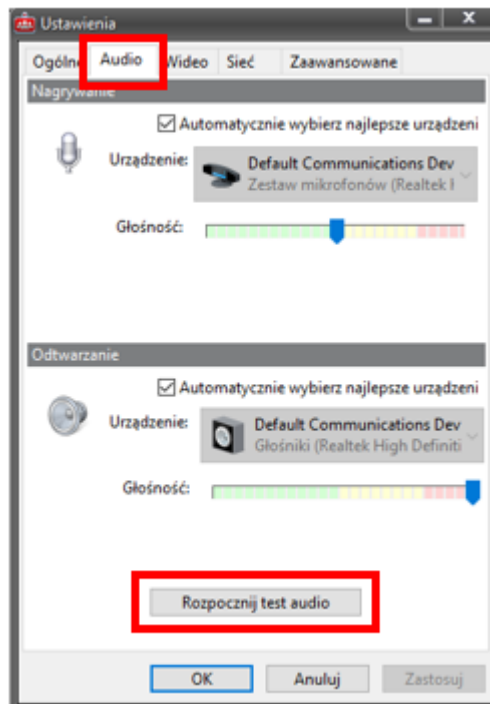 Ustawienia
Ogólne Audio Wideo Sieć Zaawansowane
Nagrywanie
Automatycznie wybierz najlepsze urządzeni
Urządzenie: Default Communications Dev
Zestaw mikrofonów (Realtek
Głośność:
Odtwarzanie
Automatycznie wybierz najlepsze urządzeni
Urządzenie: Default Communications Dev
Głośniki (Realtek High Definiti
Głośność:
Rozpocznij test audio
OK Anuluj Zastosuj